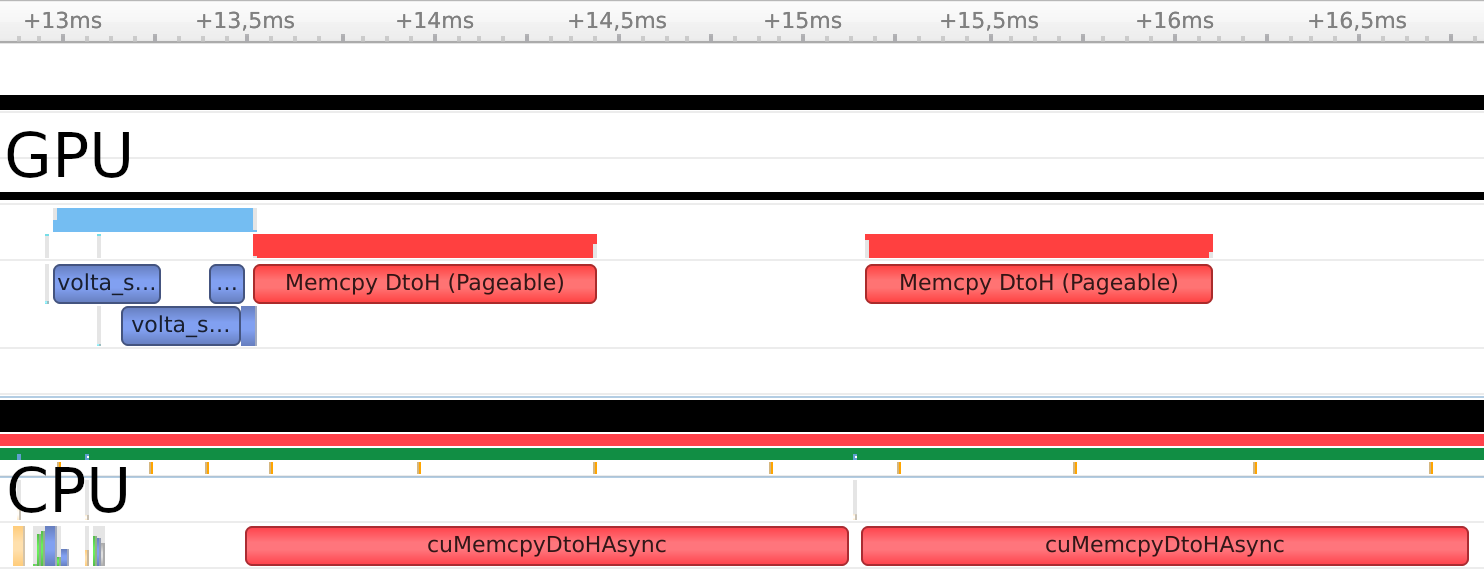 +13ms +13,5ms +14ms +14,5ms +15ms +15,5ms +16ms +16,5ms
GPU
volta_s... ... Memcpy DtoH (Pageable) Memcpy DtoH (Pageable)
volta_s...
CPU
cuMemcpyDtoHAsync cuMemcpyDtoHAsync